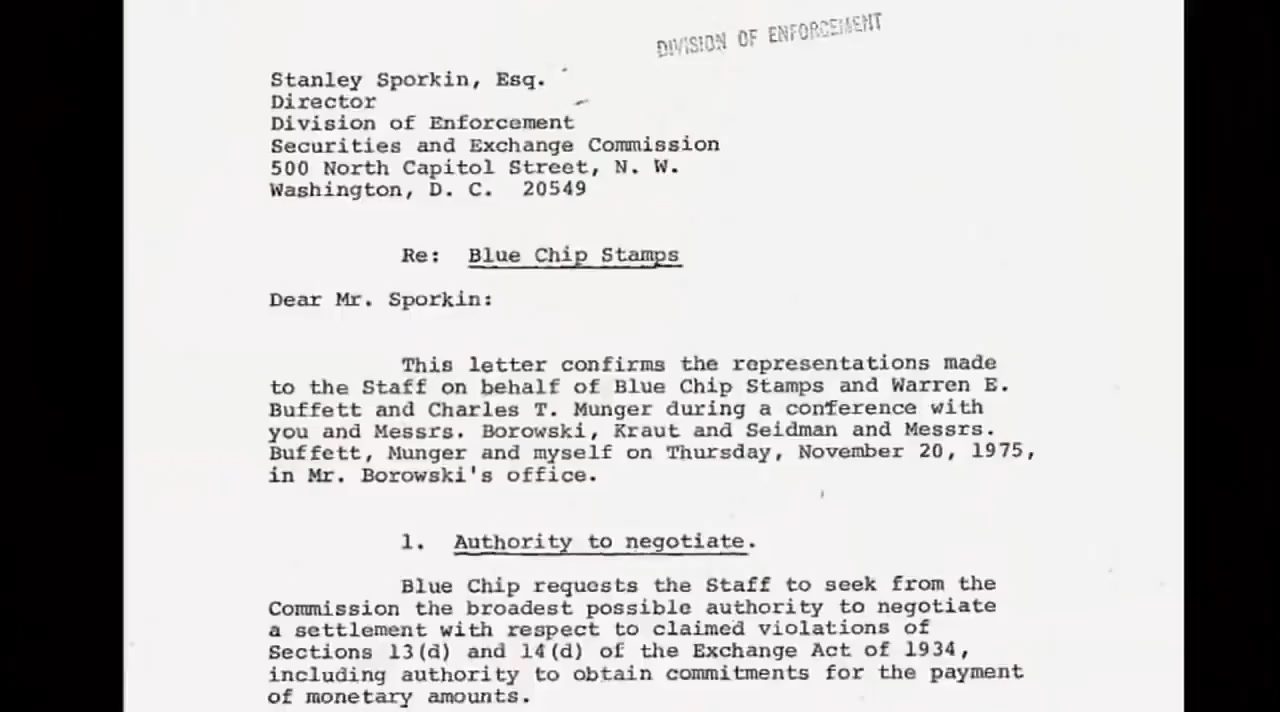 DIVISION OF ENFORCEMENT
Stanley Sporkin, Esq.
Director
Division of Enforcement
Securities and Exchange Commission
500 North Capitol Street, N. W.
Washington, D. C. 20549
Re: Blue Chip Stamps
Dear Mr. Sporkin:
This letter confirms the representations made
to the Staff on behalf of Blue Chip Stamps and Warren E.
Buffett and Charles T. Munger during a conference with
you and Messrs. Borowski, Kraut and Seidman and Messrs.
Buffett, Munger and myself on Thursday, November 20, 1975,
in Mr. Borowski's office.
1. Authority to negotiate.
Blue Chip requests the Staff to seek from the
Commission the broadest possible authority to negotiate
a settlement with respect to claimed violations of
Sections 13(d) and 14(d) of the Exchange Act of 1934,
including authority to obtain commitments for the payment
of monetary amounts.